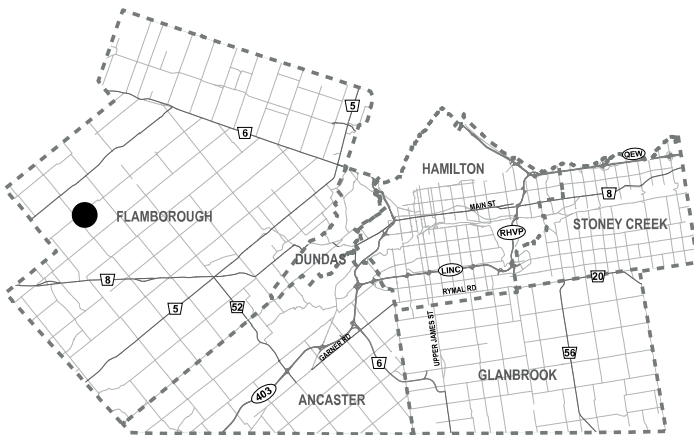 5
6
HAMILTON
QEW
8
MAIN ST
FLAMBOROUGH
STONEY CREEK
RHVP
DUNDAS
LINC
8
20
RYMAL RD
5
52
UPPER JAMES ST
GARNER RD
6
56
GLANBROOK
403
ANCASTER